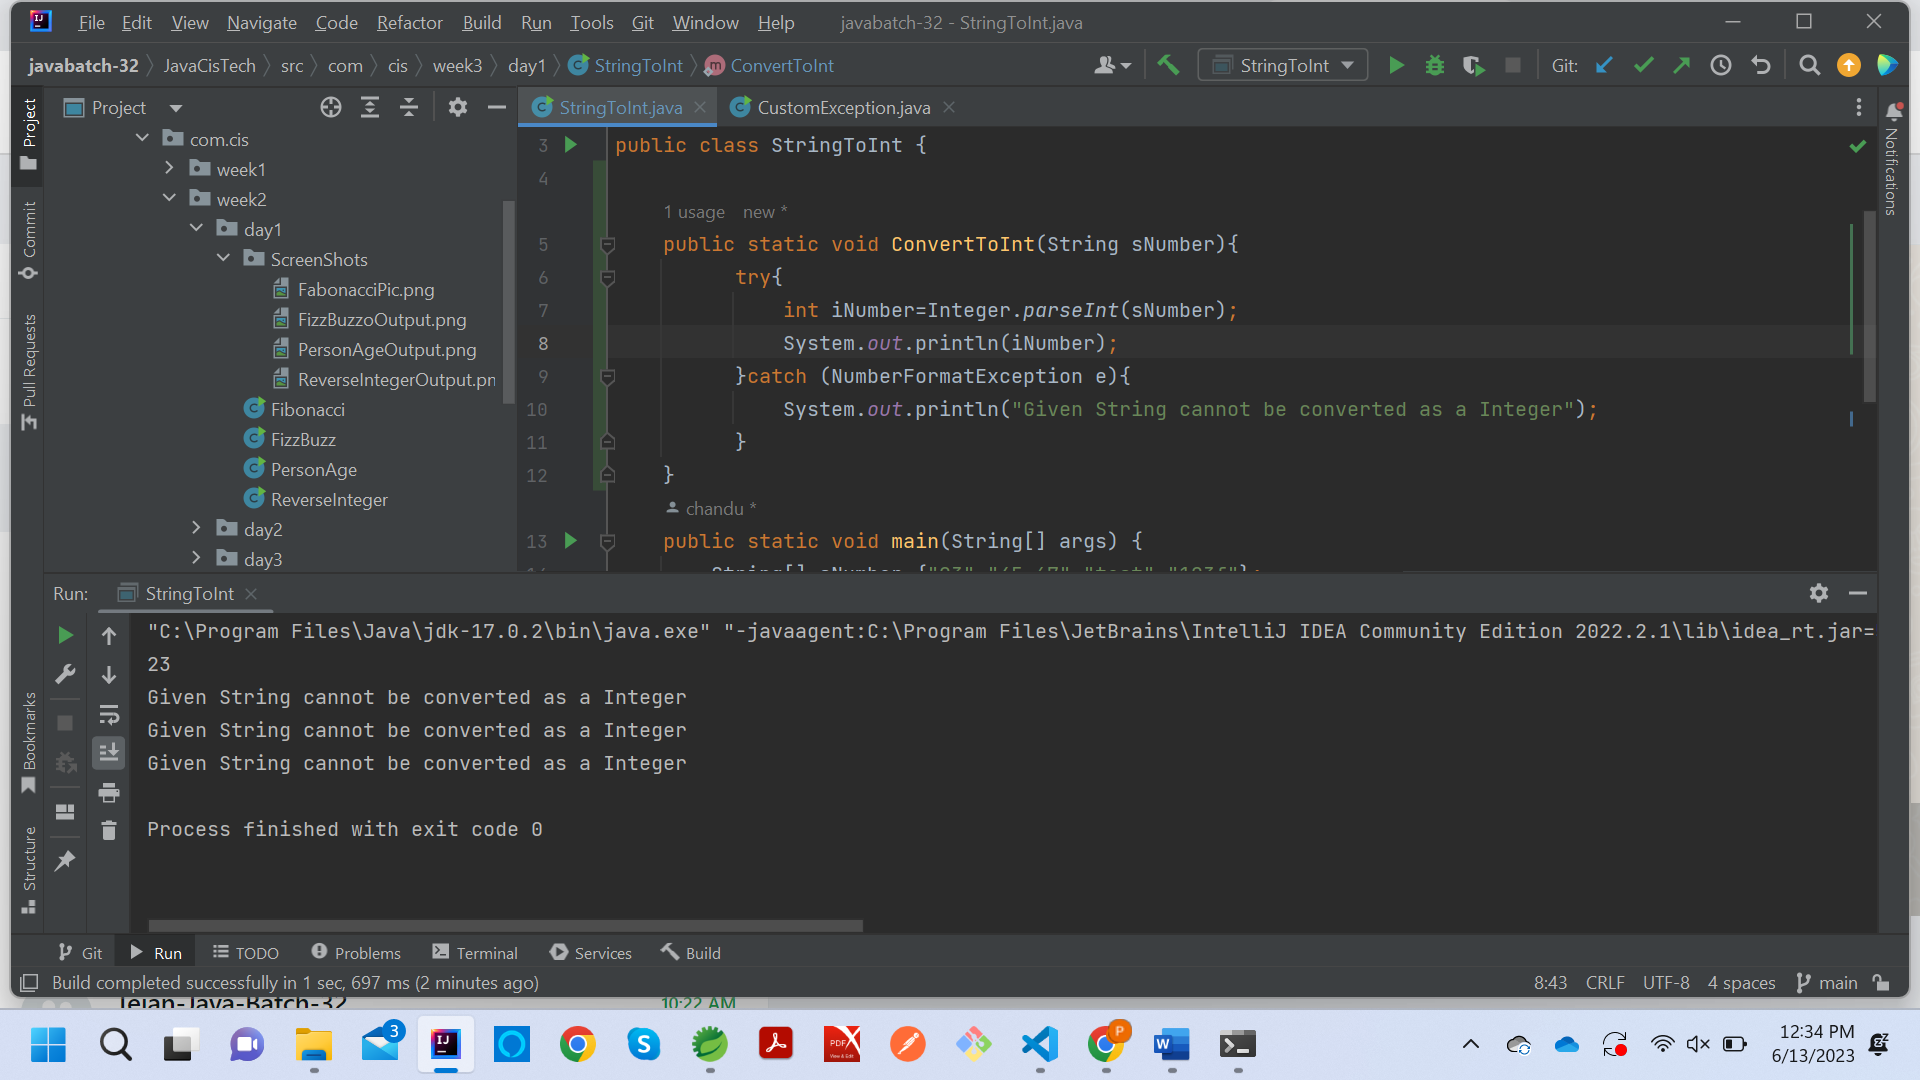 File Edit View Navigate Code Refactor Build Run Tools Git Window Help javabatch-32 - StringToInt.java
javabatch-32 JavaCisTech src com cis week3 day1 StringToInt ConvertToInt StringToInt Git:
Project
StringToInt.java CustomException.java
com.cis
week1
week2
day1
ScreenShots
FabonacciPic.png
FizzBuzzoOutput.png
PersonAgeOutput.png
ReverseIntegerOutput.pn
Fibonacci
FizzBuzz
PersonAge
ReverseInteger
day2
day3
Project
Commit
Pull Requests
Bookmarks
Structure
Notifications
3 public class StringToInt {
4
1 usage new *
5 public static void ConvertToInt(String sNumber){
6 try{
7 int iNumber=Integer.parseInt(sNumber);
8 System.out.println(iNumber);
9 }catch (NumberFormatException e){
10 System.out.println("Given String cannot be converted as a Integer");
11 }
12 }
chandu *
13 public static void main(String[] args) {
Run: StringToInt
"C:\Program Files\Java\jdk-17.0.2\bin\java.exe" "-javaagent:C:\Program Files\JetBrains\IntelliJ IDEA Community Edition 2022.2.1\lib\idea_rt.jar=
23
Given String cannot be converted as a Integer
Given String cannot be converted as a Integer
Given String cannot be converted as a Integer
Process finished with exit code 0
Git Run TODO Problems Terminal Services Build
Build completed successfully in 1 sec, 697 ms (2 minutes ago) 8:43 CRLF UTF-8 4 spaces main
Tejan-Java-Batch-32 10:22 AM
3
P
12:34 PM
6/13/2023